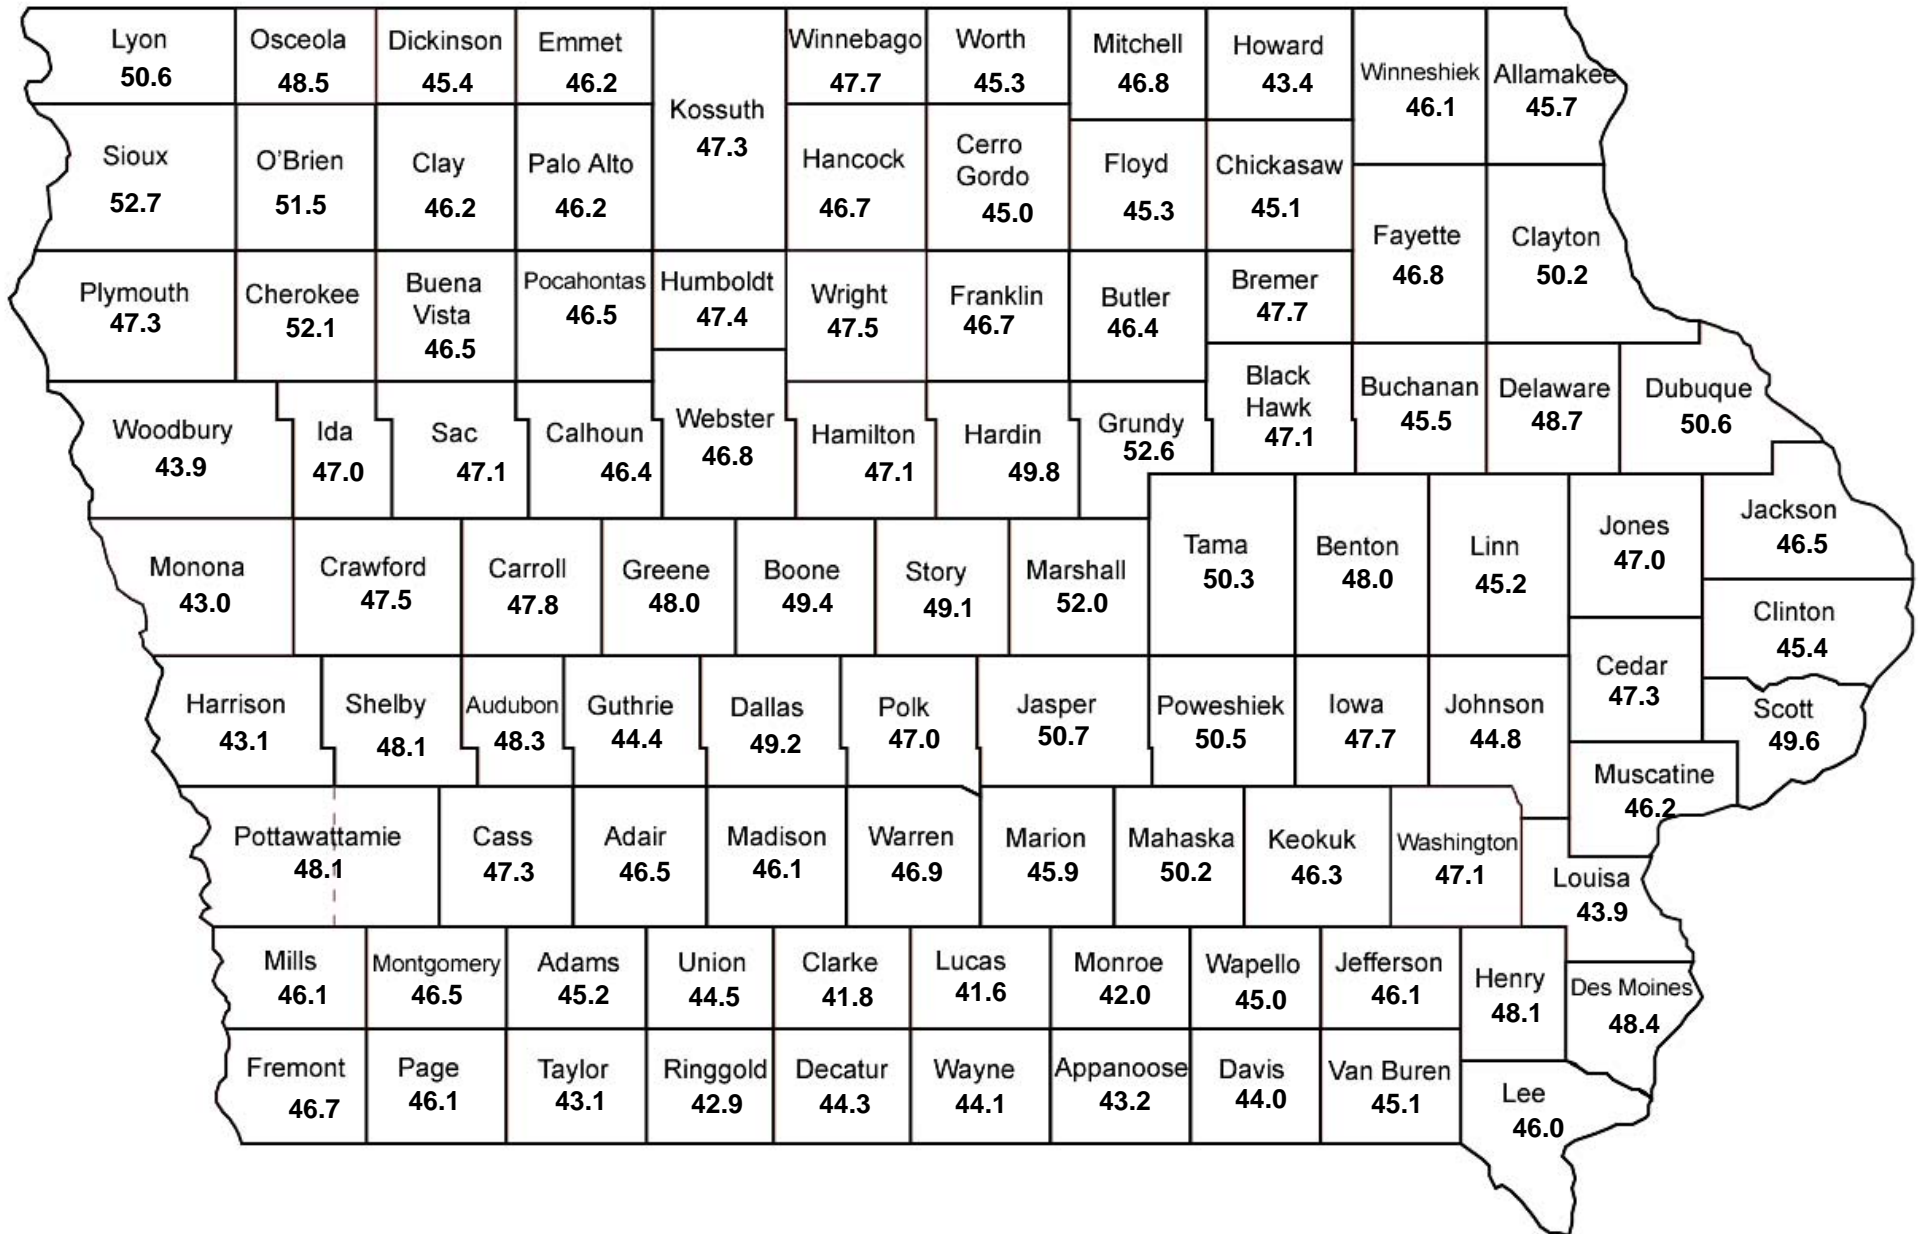 Lyon
50.6
Osceola
48.5
Dickinson
45.4
Emmet
46.2
Kossuth
47.3
Winnebago
47.7
Worth
45.3
Mitchell
46.8
Howard
43.4
Winneshiek
46.1
Allamakee
45.7
Sioux
52.7
O'Brien
51.5
Clay
46.2
Palo Alto
46.2
Hancock
46.7
Cerro
Gordo
45.0
Floyd
45.3
Chickasaw
45.1
Fayette
46.8
Clayton
50.2
Plymouth
47.3
Cherokee
52.1
Buena
Vista
46.5
Pocahontas
46.5
Humboldt
47.4
Wright
47.5
Franklin
46.7
Butler
46.4
Bremer
47.7
Woodbury
43.9
Ida
47.0
Sac
47.1
Calhoun
46.4
Webster
46.8
Hamilton
47.1
Hardin
49.8
Grundy
52.6
Black
Hawk
47.1
Buchanan
45.5
Delaware
48.7
Dubuque
50.6
Monona
43.0
Crawford
47.5
Carroll
47.8
Greene
48.0
Boone
49.4
Story
49.1
Marshall
52.0
Tama
50.3
Benton
48.0
Linn
45.2
Jones
47.0
Jackson
46.5
Clinton
45.4
Harrison
43.1
Shelby
48.1
Audubon
48.3
Guthrie
44.4
Dallas
49.2
Polk
47.0
Jasper
50.7
Poweshiek
50.5
Iowa
47.7
Johnson
44.8
Cedar
47.3
Scott
49.6
Muscatine
46.2
Pottawattamie
48.1
Cass
47.3
Adair
46.5
Madison
46.1
Warren
46.9
Marion
45.9
Mahaska
50.2
Keokuk
46.3
Washington
47.1
Louisa
43.9
Mills
46.1
Montgomery
46.5
Adams
45.2
Union
44.5
Clarke
41.8
Lucas
41.6
Monroe
42.0
Wapello
45.0
Jefferson
46.1
Henry
48.1
Des Moines
48.4
Fremont
46.7
Page
46.1
Taylor
43.1
Ringgold
42.9
Decatur
44.3
Wayne
44.1
Appanoose
43.2
Davis
44.0
Van Buren
45.1
Lee
46.0